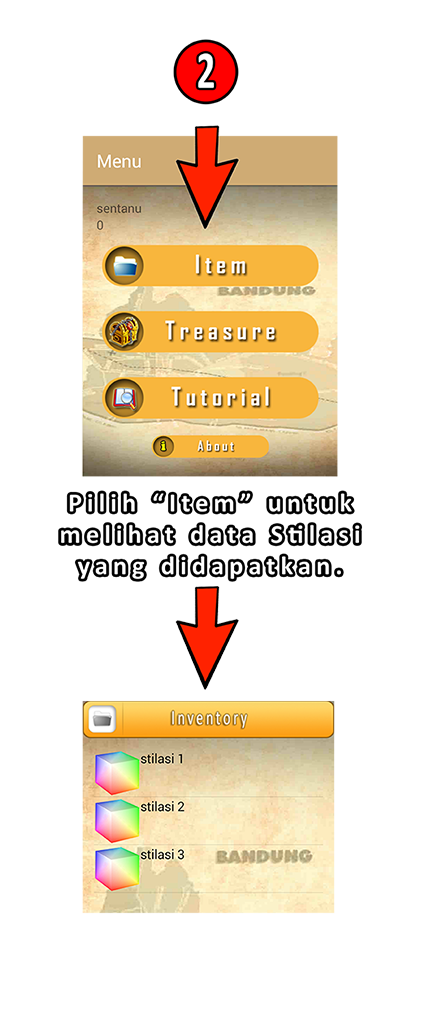 2
Menu
sentanu
0
Item
BANDUNG
Treasure
Tutorial
i About
Pilih “Item” untuk
melihat data Stilasi
yang didapatkan.
Inventory
stilasi 1
stilasi 2
stilasi 3
BANDUNG